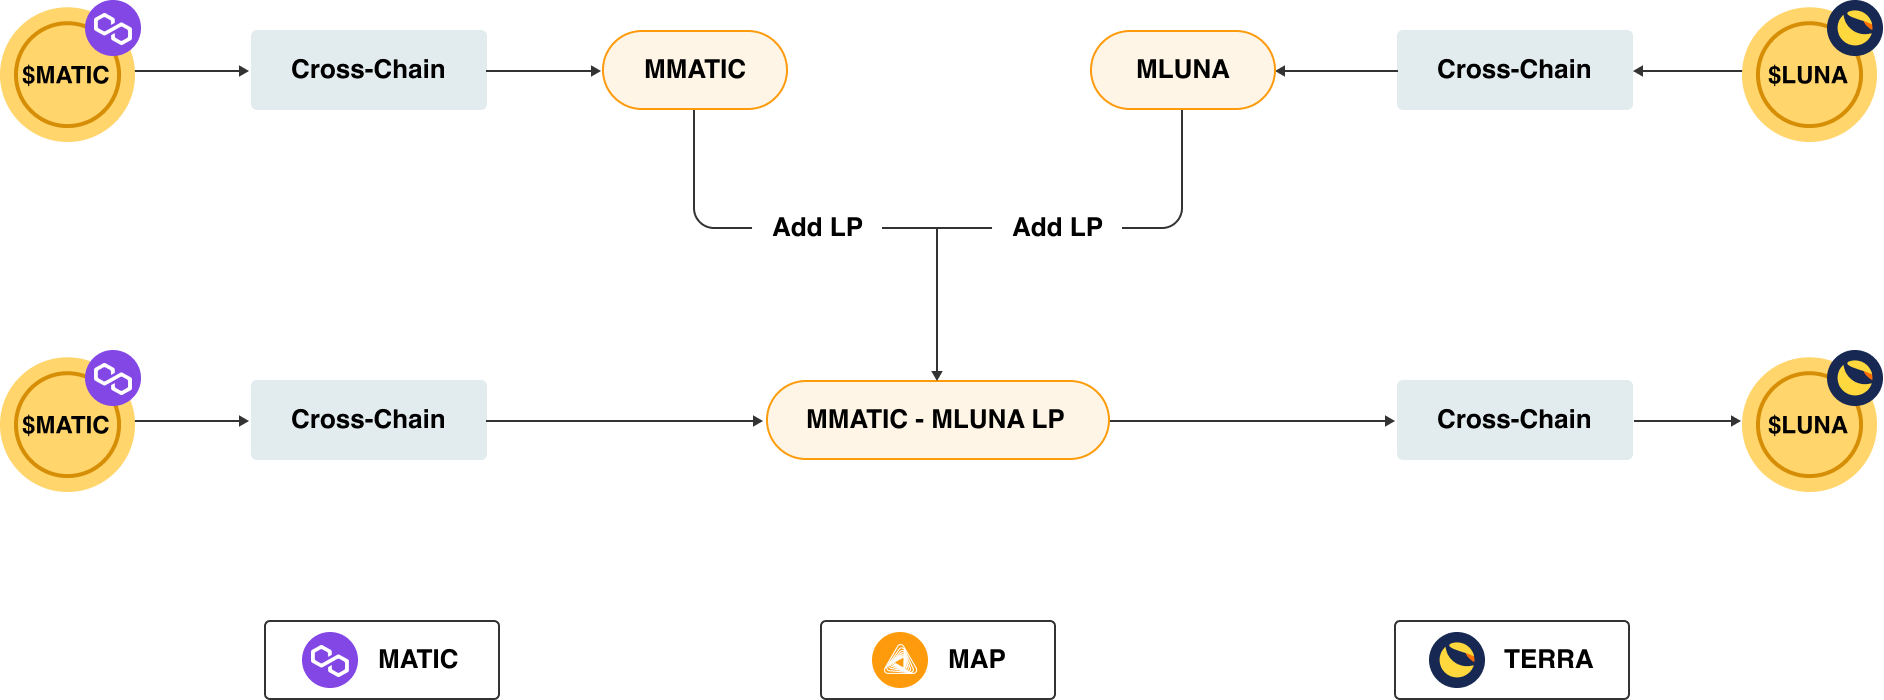 $MATIC
Cross-Chain
MMATIC
MLUNA
Cross-Chain
$LUNA
Add LP
Add LP
$MATIC
Cross-Chain
MMATIC - MLUNA LP
Cross-Chain
$LUNA
MATIC
MAP
TERRA